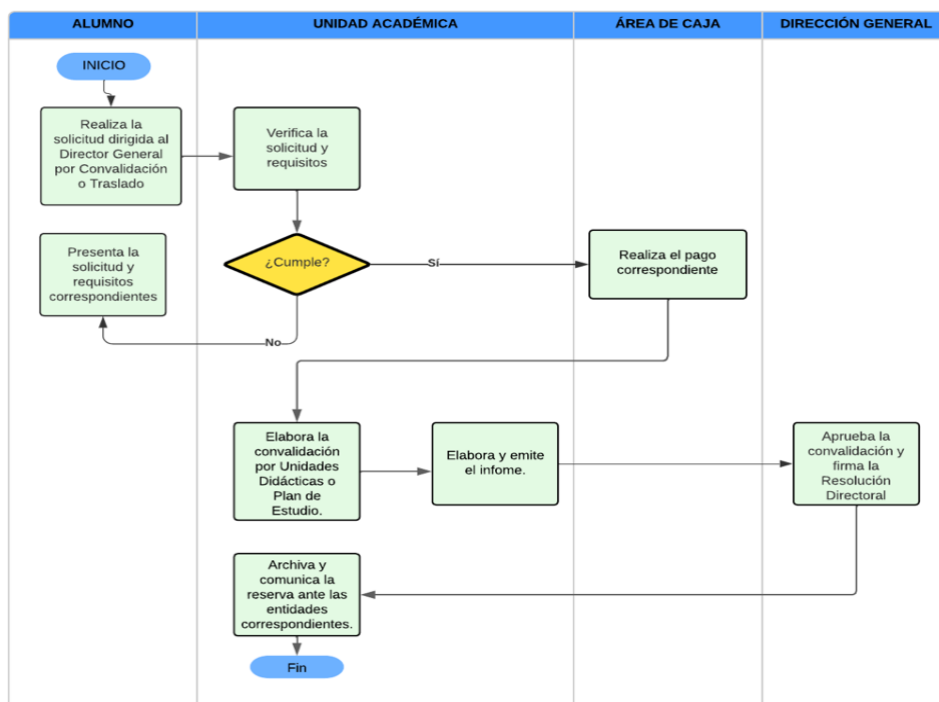 ALUMNO
UNIDAD ACADÉMICA
ÁREA DE CAJA
DIRECCIÓN GENERAL
INICIO
Realiza la
solicitud dirigida al
Director General
por Convalidación
o Traslado
Verifica la
solicitud y
requisitos
Presenta la
solicitud y
requisitos
correspondientes
¿Cumple?
Sí
Realiza el pago
correspondiente
No
Elabora la
convalidación
por Unidades
Didácticas o
Plan de
Estudio.
Elabora y emite
el infome.
Aprueba la
convalidación y
firma la
Resolución
Directoral
Archiva y
comunica la
reserva ante las
entidades
correspondientes.
Fin